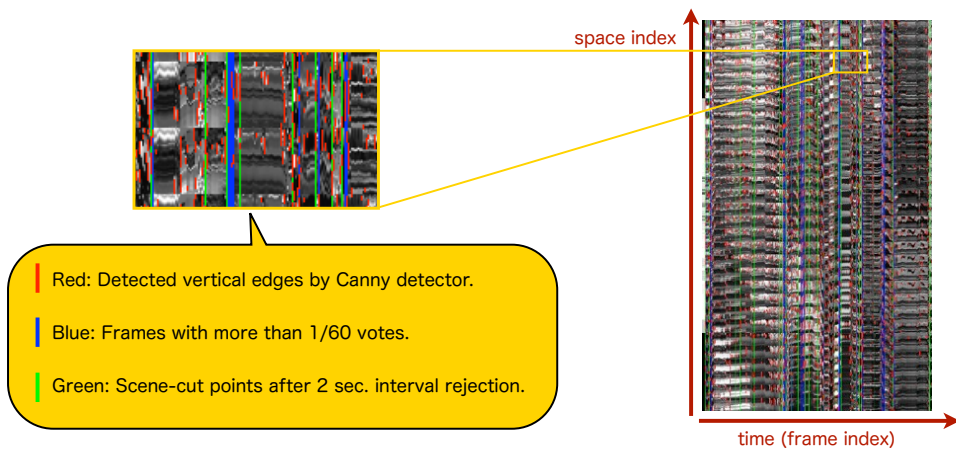 space index
Red: Detected vertical edges by Canny detector.
Blue: Frames with more than 1/60 votes.
Green: Scene-cut points after 2 sec. interval rejection.
time (frame index)